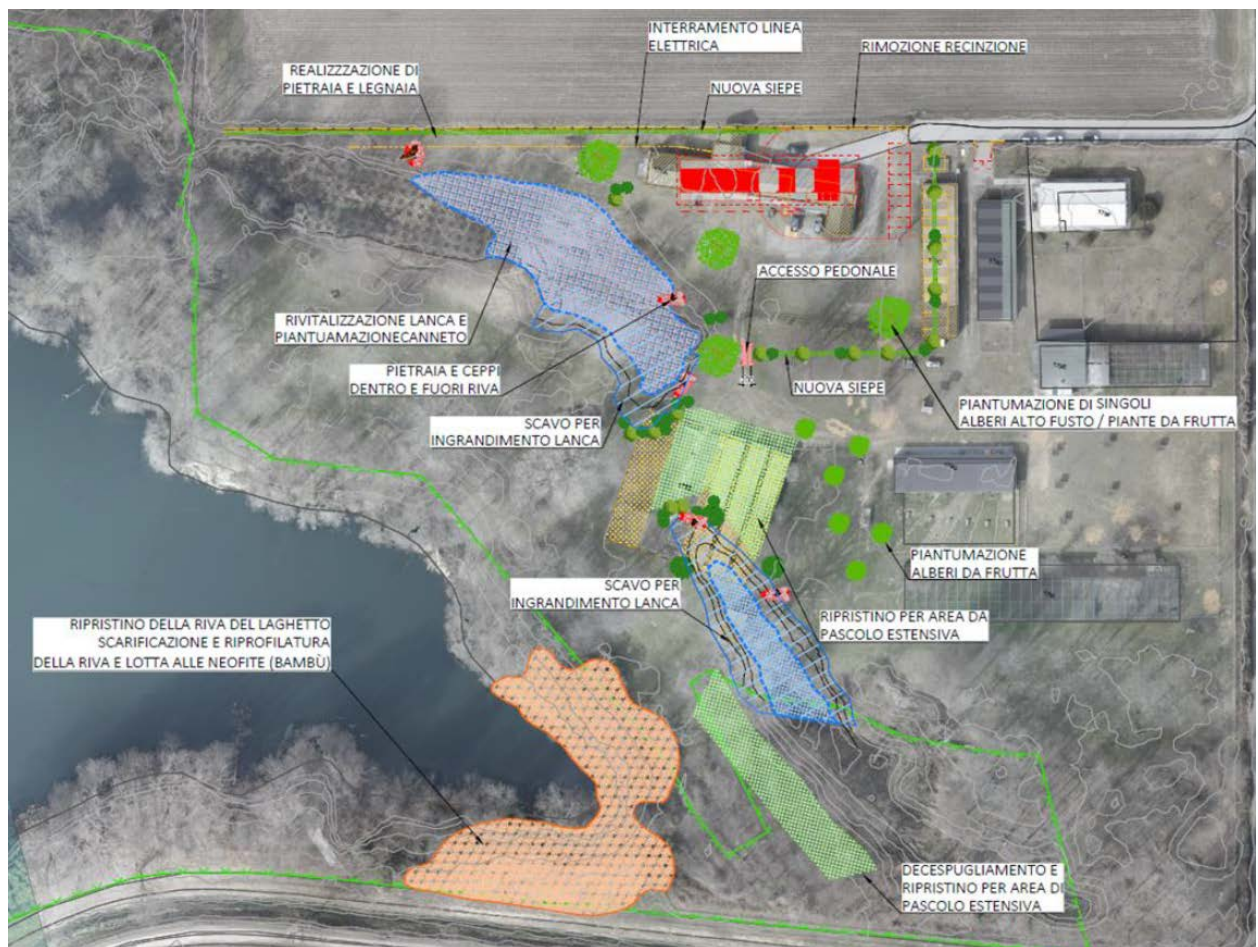 INTERRAMENTO LINEA
ELETTRICA
RIMOZIONE RECINZIONE
REALIZZZAZIONE DI
PIETRAIA E LEGNAIA
NUOVA SIEPE
ACCESSO PEDONALE
RIVITALIZZAZIONE LANCA E
PIANTUAMAZIONECANNETO
PIETRAIA E CEPPI
DENTRO E FUORI RIVA
NUOVA SIEPE
PIANTUMAZIONE DI SINGOLI
ALBERI ALTO FUSTO / PIANTE DA FRUTTA
SCAVO PER
INGRANDIMENTO LANCA
PIANTUMAZIONE
ALBERI DA FRUTTA
SCAVO PER
INGRANDIMENTO LANCA
RIPRISTINO PER AREA DA
PASCOLO ESTENSIVA
RIPRISTINO DELLA RIVA DEL LAGHETTO
SCARIFICAZIONE E RIPROFILATURA
DELLA RIVA E LOTTA ALLE NEOFITE (BAMBÙ)
DECESPUGLIAMENTO E
RIPRISTINO PER AREA DI
PASCOLO ESTENSIVA